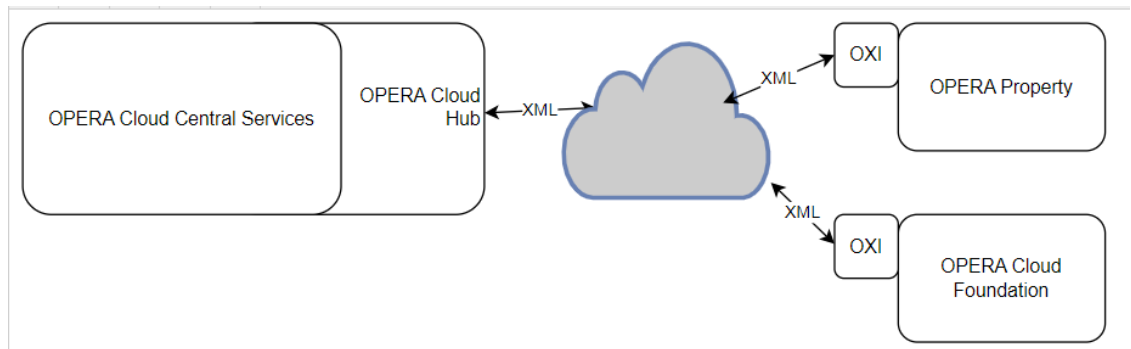 OPERA Cloud Central Services
OPERA Cloud
Hub
XML
XML
OXI
OPERA Property
XML
OXI
OPERA Cloud
Foundation